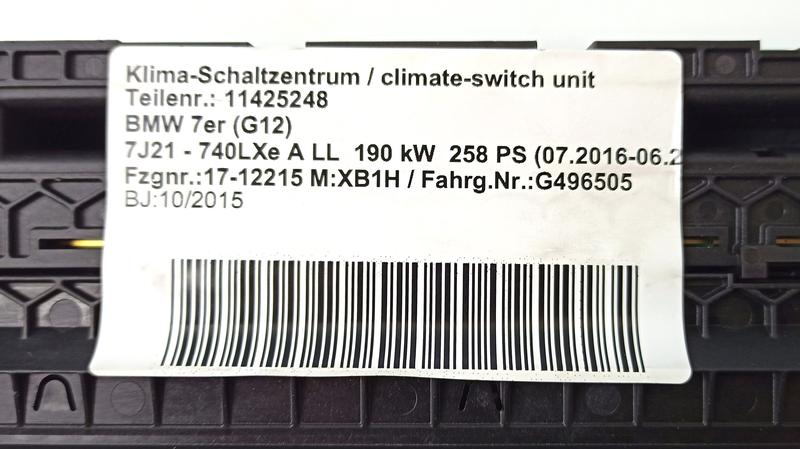 Klima-Schaltzentrum / climate-switch unit
Teilenr.: 11425248
BMW 7er (G12)
7J21 - 740LXe A LL 190 kW 258 PS (07.2016-06.2
Fzgnr.:17-12215 M:XB1H / Fahrg.Nr.:G496505
BJ:10/2015